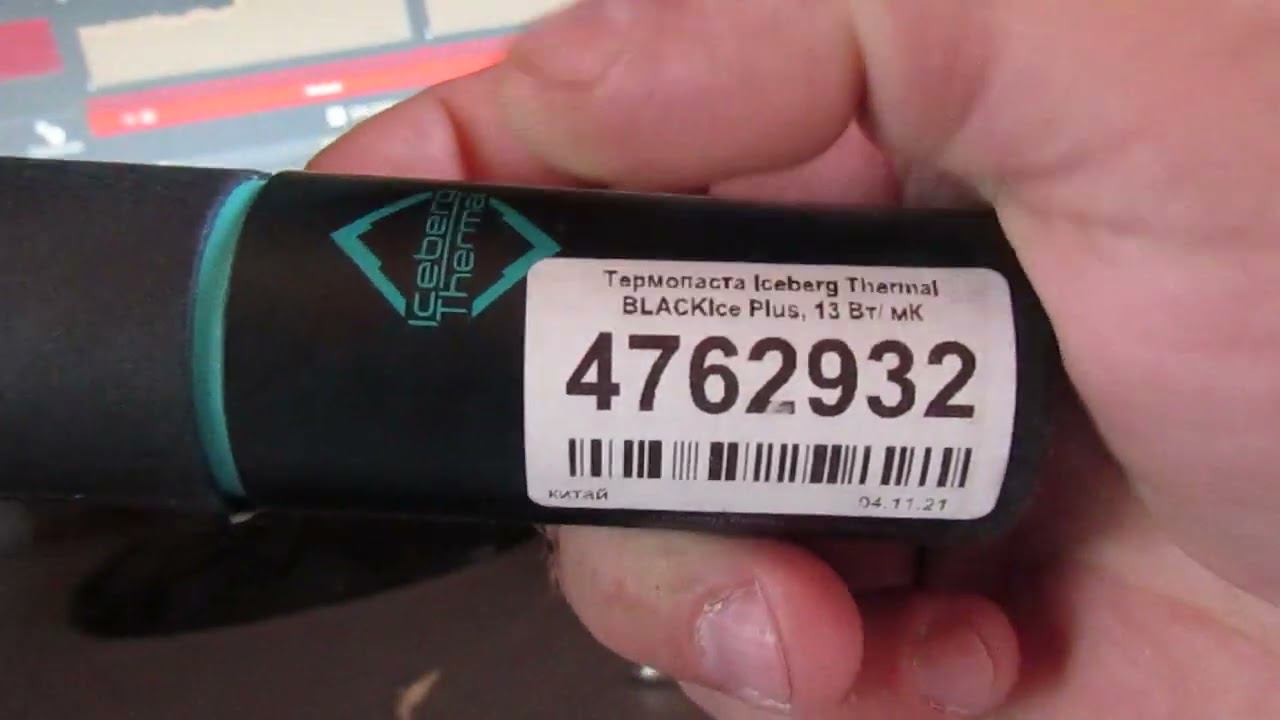 Iceberg
Thermal
Термопаста Iceberg Thermal
BLACKIce Plus, 13 Вт/ мК
4762932
китай
04.11.21